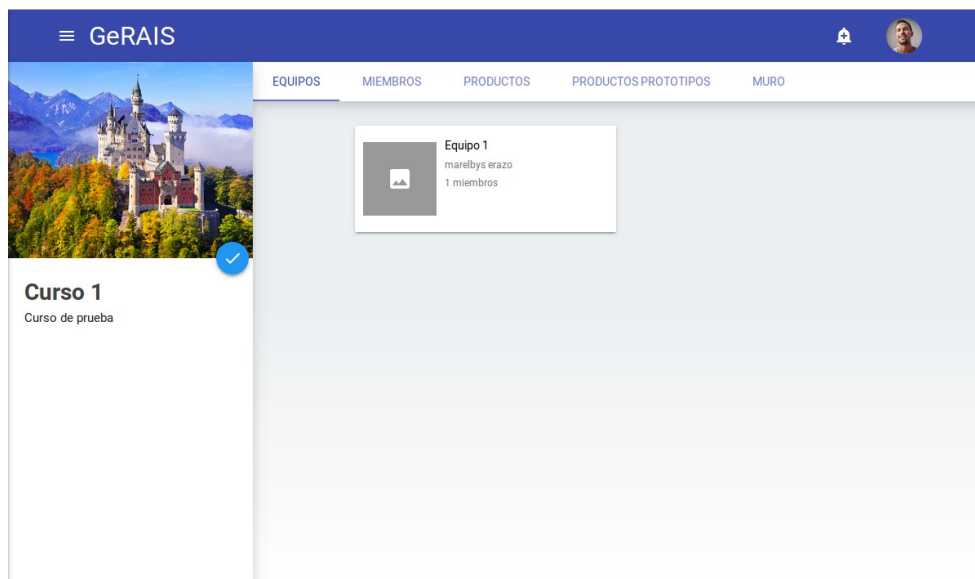 GeRAIS
EQUIPOS MIEMBROS PRODUCTOS PRODUCTOS PROTOTIPOS MURO
Equipo 1
marelbys erazo
1 miembros
Curso 1
Curso de prueba